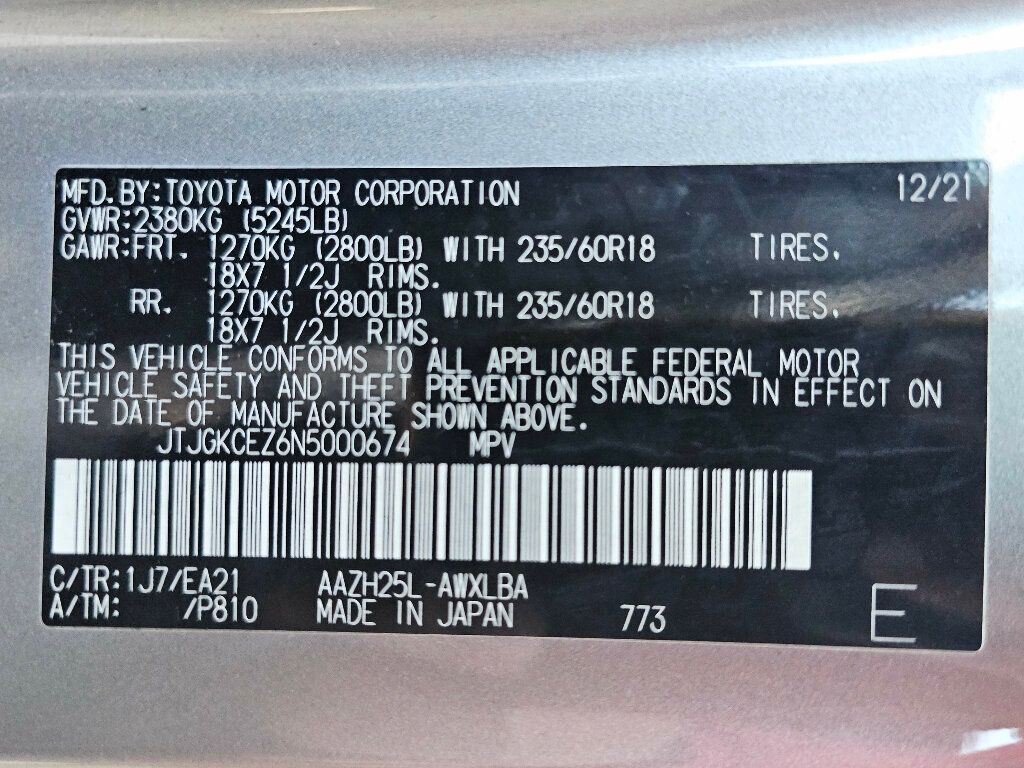 MFD.BY:TOYOTA MOTOR CORPORATION 12/21
GVWR:2380KG (5245LB)
GAWR:FRT. 1270KG (2800LB) WITH 235/60R18 TIRES.
18X7 1/2J RIMS.
RR. 1270KG (2800LB) WITH 235/60R18 TIRES.
18X7 1/2J RIMS.
THIS VEHICLE CONFORMS TO ALL APPLICABLE FEDERAL MOTOR
VEHICLE SAFETY AND THEFT PREVENTION STANDARDS IN EFFECT ON
THE DATE OF MANUFACTURE SHOWN ABOVE.
JTJGKCEZ6N5000674 MPV
C/TR:1J7/EA21 AAZH25L-AWXLBA
A/TM: /P810 MADE IN JAPAN 773 E